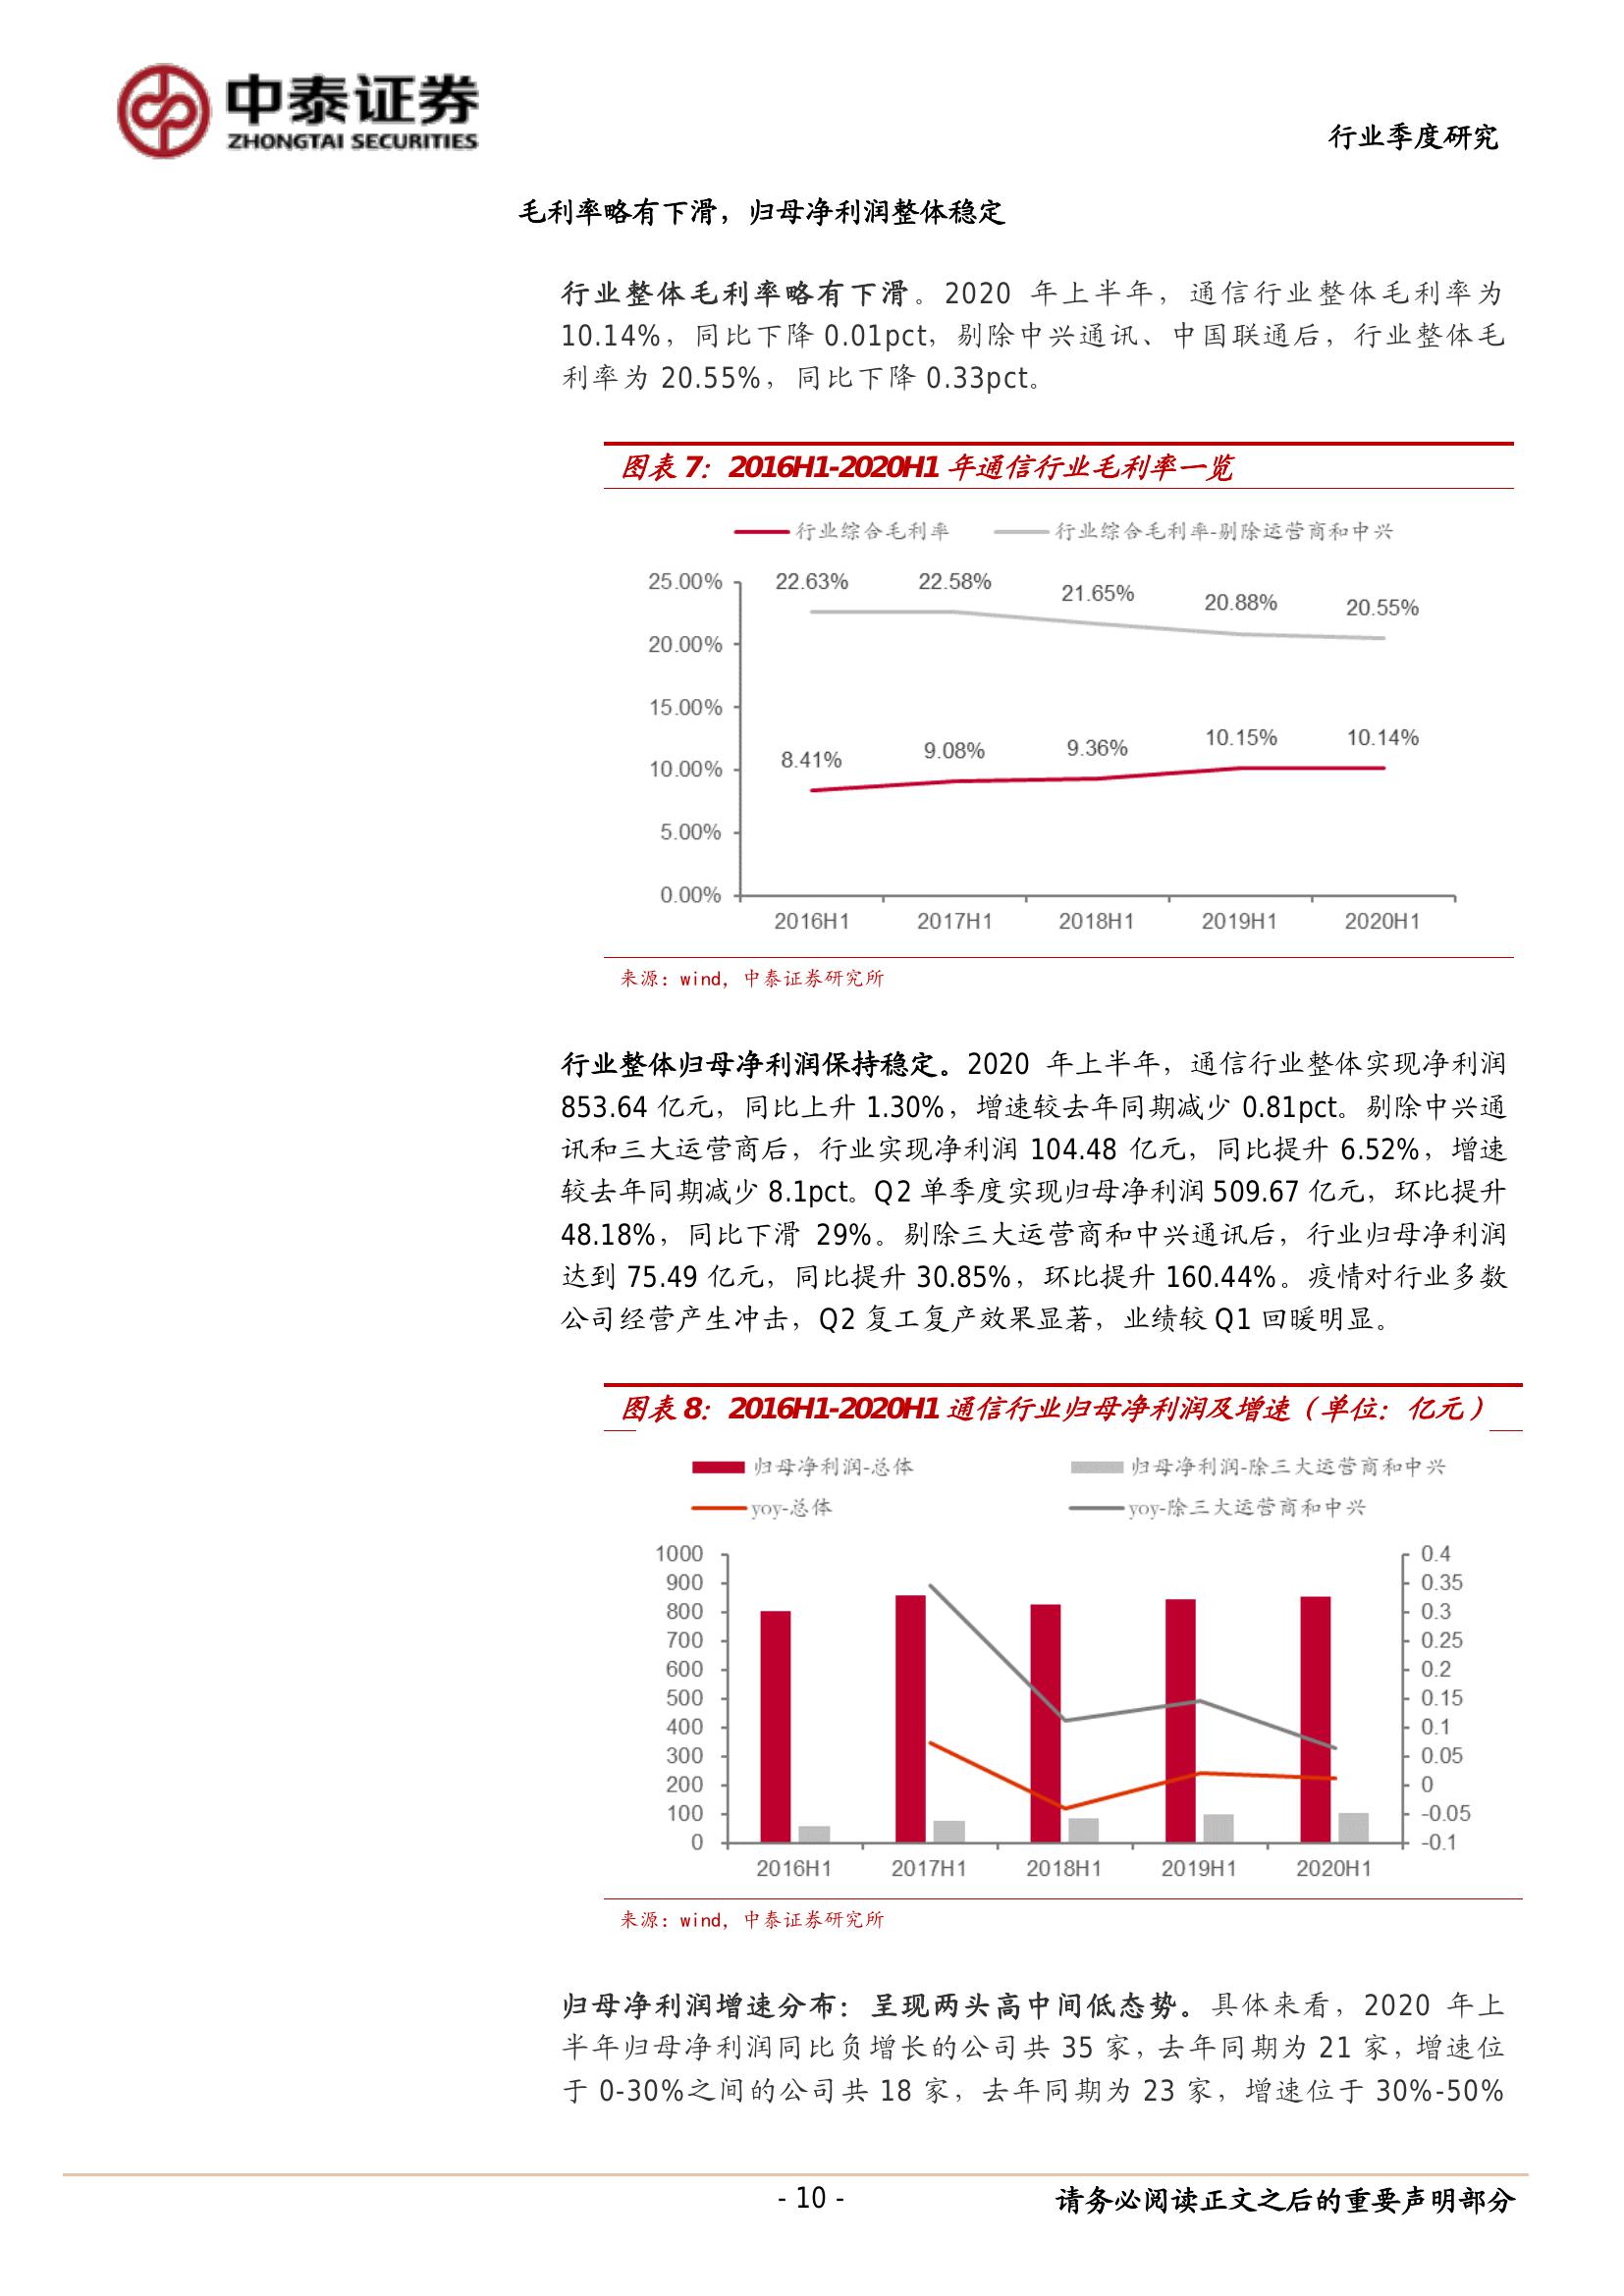 中泰证券
ZHONGTAI SECURITIES
行业季度研究
毛利率略有下滑，归母净利润整体稳定
行业整体毛利率略有下滑。2020 年上半年，通信行业整体毛利率为
10.14%，同比下降 0.01pct，剔除中兴通讯、中国联通后，行业整体毛
利率为 20.55%，同比下降 0.33pct。
图表 7：2016H1-2020H1 年通信行业毛利率一览
行业综合毛利率 行业综合毛利率-剔除运营商和中兴
25.00%
20.00%
15.00%
10.00%
5.00%
0.00%
22.63% 22.58% 21.65% 20.88% 20.55%
8.41% 9.08% 9.36% 10.15% 10.14%
2016H1 2017H1 2018H1 2019H1 2020H1
来源：wind，中泰证券研究所
行业整体归母净利润保持稳定。2020 年上半年，通信行业整体实现净利润
853.64 亿元，同比上升 1.30%，增速较去年同期减少 0.81pct。剔除中兴通
讯和三大运营商后，行业实现净利润 104.48 亿元，同比提升 6.52%，增速
较去年同期减少 8.1pct。Q2 单季度实现归母净利润 509.67 亿元，环比提升
48.18%，同比下滑 29%。剔除三大运营商和中兴通讯后，行业归母净利润
达到 75.49 亿元，同比提升 30.85%，环比提升 160.44%。疫情对行业多数
公司经营产生冲击，Q2 复工复产效果显著，业绩较 Q1 回暖明显。
图表 8：2016H1-2020H1 通信行业归母净利润及增速（单位：亿元）
归母净利润-总体 归母净利润-除三大运营商和中兴
yoy-总体 yoy-除三大运营商和中兴
1000 0.4
900 0.35
800 0.3
700 0.25
600 0.2
500 0.15
400 0.1
300 0.05
200 0
100 -0.05
0 -0.1
2016H1 2017H1 2018H1 2019H1 2020H1
来源：wind，中泰证券研究所
归母净利润增速分布：呈现两头高中间低态势。具体来看，2020 年上
半年归母净利润同比负增长的公司共 35 家，去年同期为 21 家，增速位
于 0-30%之间的公司共 18 家，去年同期为 23 家，增速位于 30%-50%
- 10 -
请务必阅读正文之后的重要声明部分